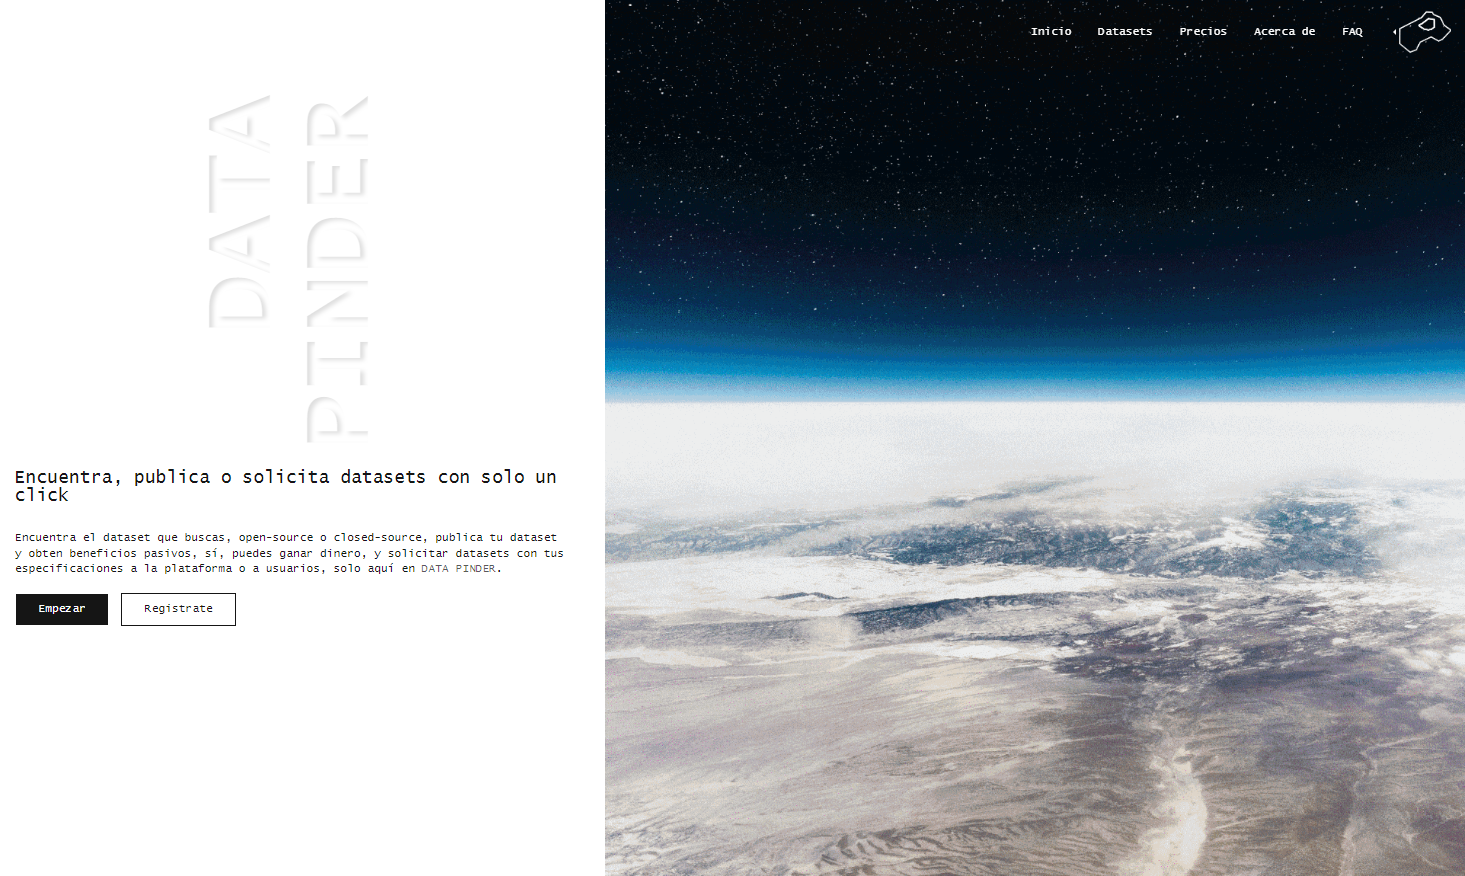 Inicio Datasets Precios Acerca de FAQ
DATA
PINDER
Encuentra, publica o solicita datasets con solo un
click
Encuentra el dataset que buscas, open-source o closed-source, publica tu dataset
y obten beneficios pasivos, sí, puedes ganar dinero, y solicitar datasets con tus
especificaciones a la plataforma o a usuarios, solo aquí en DATA PINDER.
Empezar Registrate